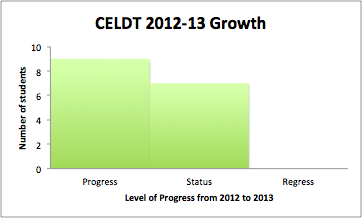 CELDT 2012-13 Growth
Number of students
10
8
6
4
2
0
Progress Status Regress
Level of Progress from 2012 to 2013